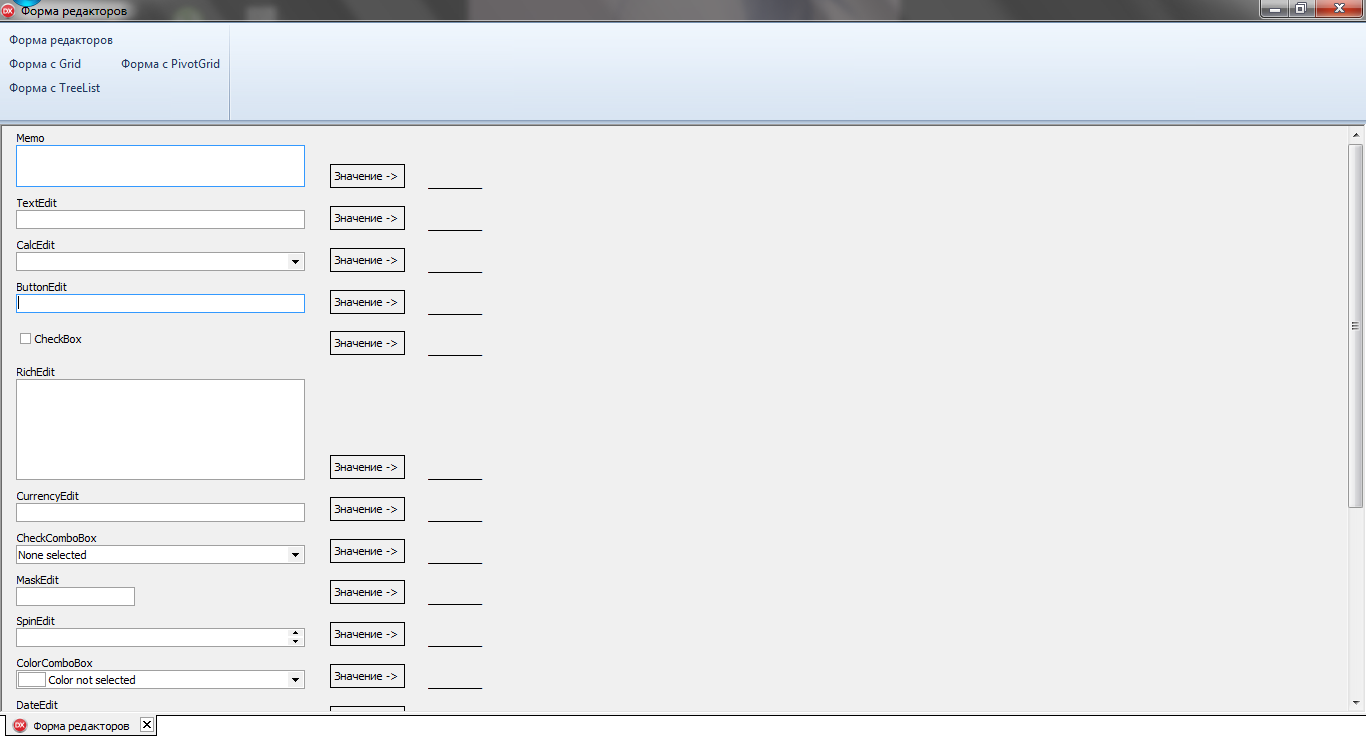 DX Форма редакторов
Форма редакторов
Форма с Grid Форма с PivotGrid
Форма с TreeList
Memo
Значение ->
TextEdit
Значение ->
CalcEdit
Значение ->
ButtonEdit
Значение ->
CheckBox Значение ->
RichEdit
Значение ->
CurrencyEdit
Значение ->
CheckComboBox
None selected Значение ->
MaskEdit
Значение ->
SpinEdit
Значение ->
ColorComboBox
Color not selected Значение ->
DateEdit
DX Форма редакторов